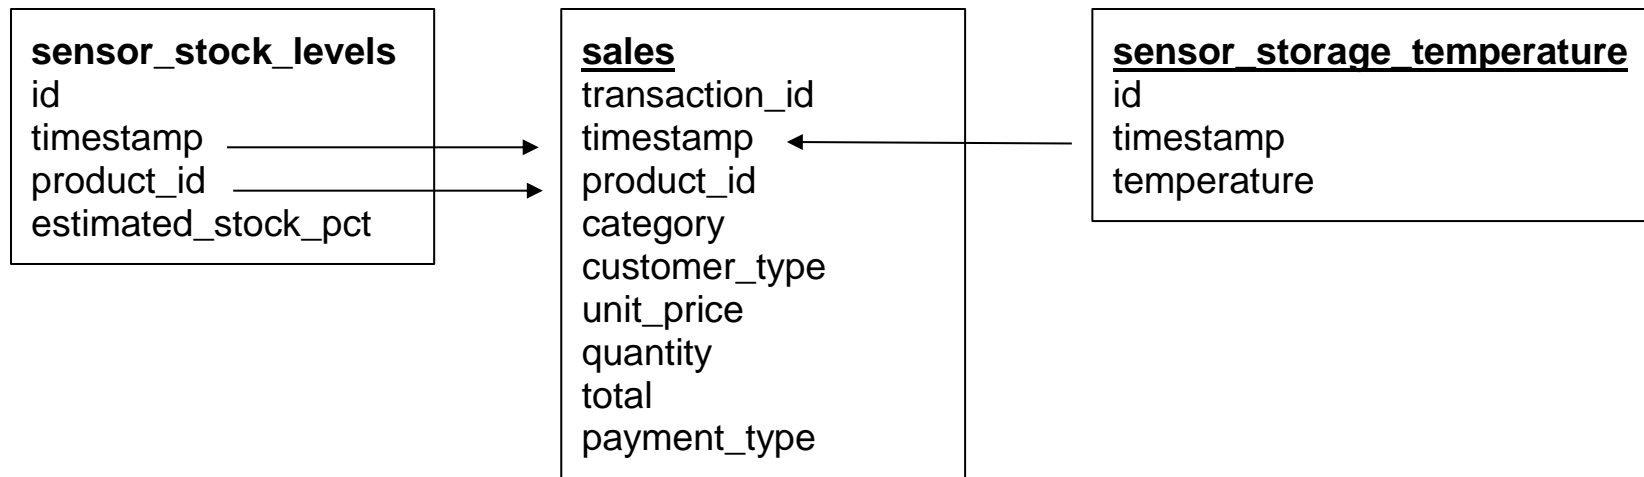 sensor_stock_levels
id
timestamp
product_id
estimated_stock_pct
sales
transaction_id
timestamp
product_id
category
customer_type
unit_price
quantity
total
payment_type
sensor_storage_temperature
id
timestamp
temperature